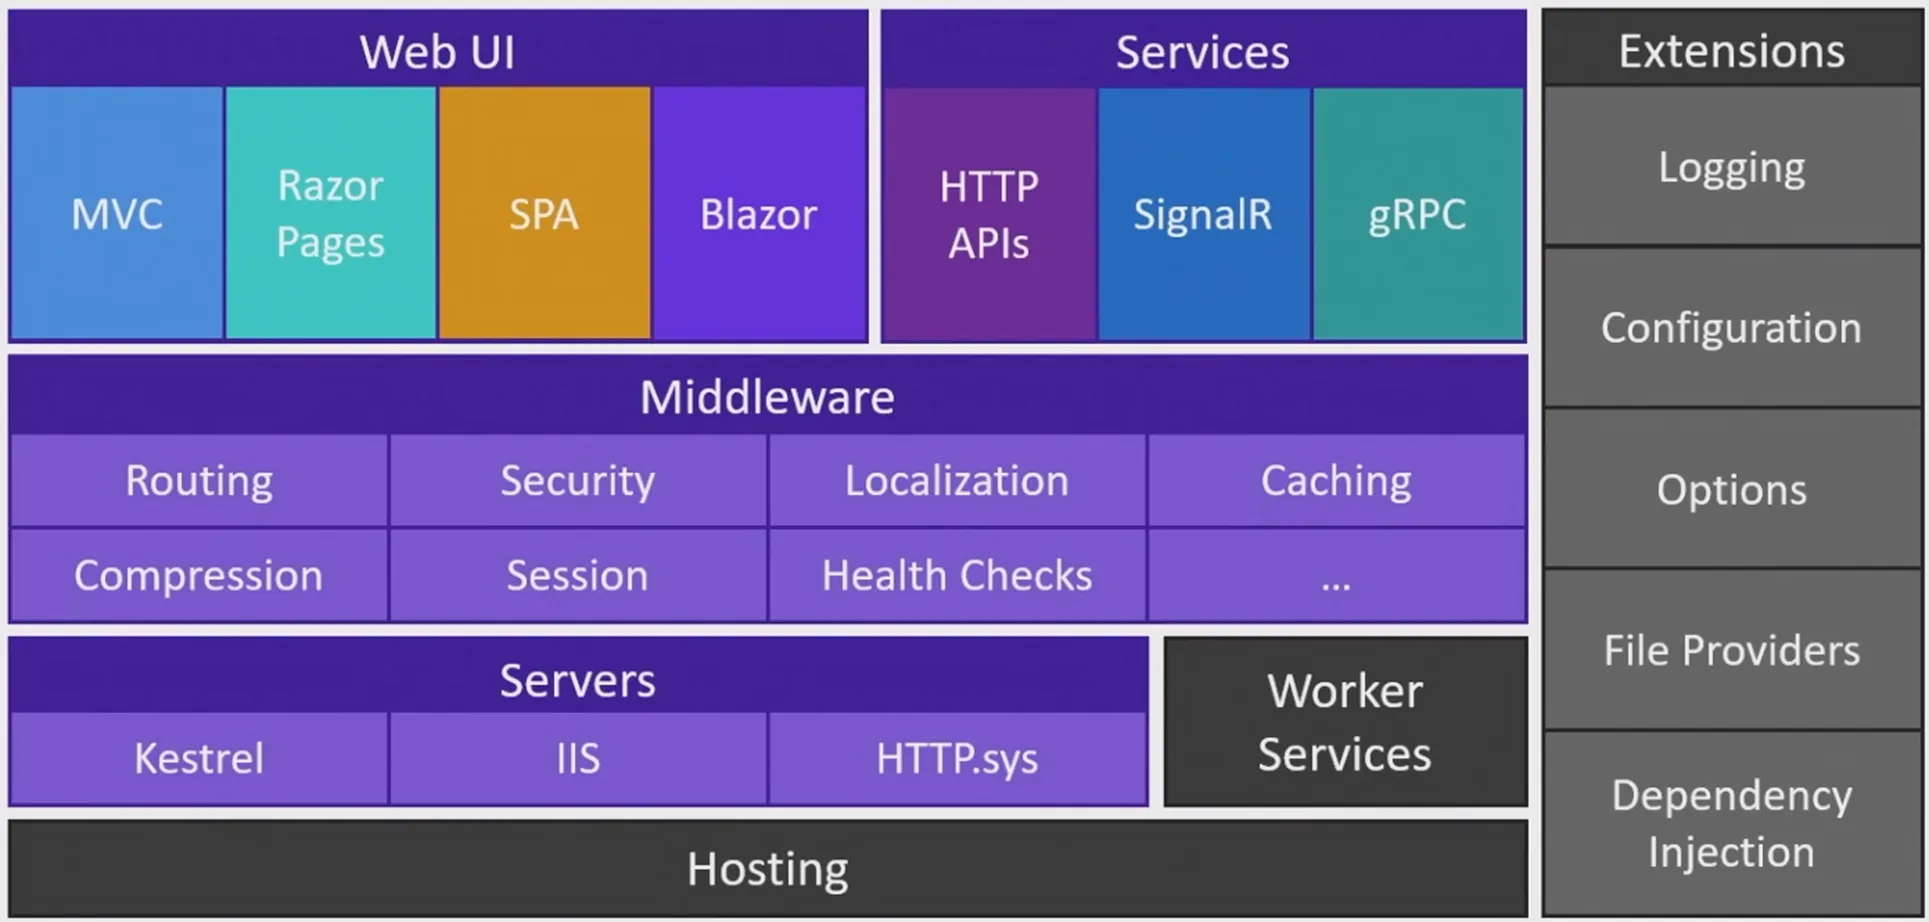 Web UI
MVC
Razor
Pages
SPA
Blazor
Services
HTTP
APIs
SignalR
gRPC
Middleware
Routing
Security
Localization
Caching
Compression
Session
Health Checks
...
Servers
Kestrel
IIS
HTTP.sys
Worker
Services
Hosting
Extensions
Logging
Configuration
Options
File Providers
Dependency
Injection